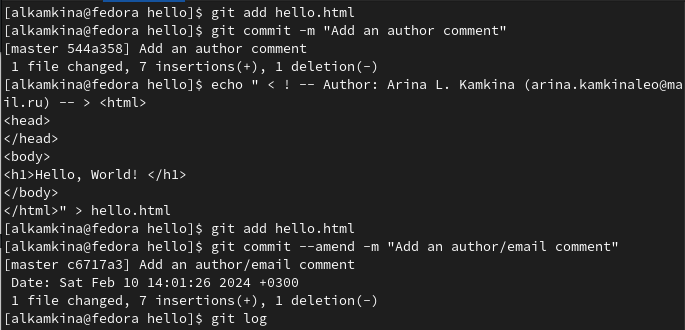 [alkamkina@fedora hello]$ git add hello.html
[alkamkina@fedora hello]$ git commit -m "Add an author comment"
[master 544a358] Add an author comment
 1 file changed, 7 insertions(+), 1 deletion(-)
[alkamkina@fedora hello]$ echo " < ! -- Author: Arina L. Kamkina (arina.kamkinaleo@ma
il.ru) -- > <html>
<head>
</head>
<body>
<h1>Hello, World! </h1>
</body>
</html>" > hello.html
[alkamkina@fedora hello]$ git add hello.html
[alkamkina@fedora hello]$ git commit --amend -m "Add an author/email comment"
[master c6717a3] Add an author/email comment
 Date: Sat Feb 10 14:01:26 2024 +0300
 1 file changed, 7 insertions(+), 1 deletion(-)
[alkamkina@fedora hello]$ git log